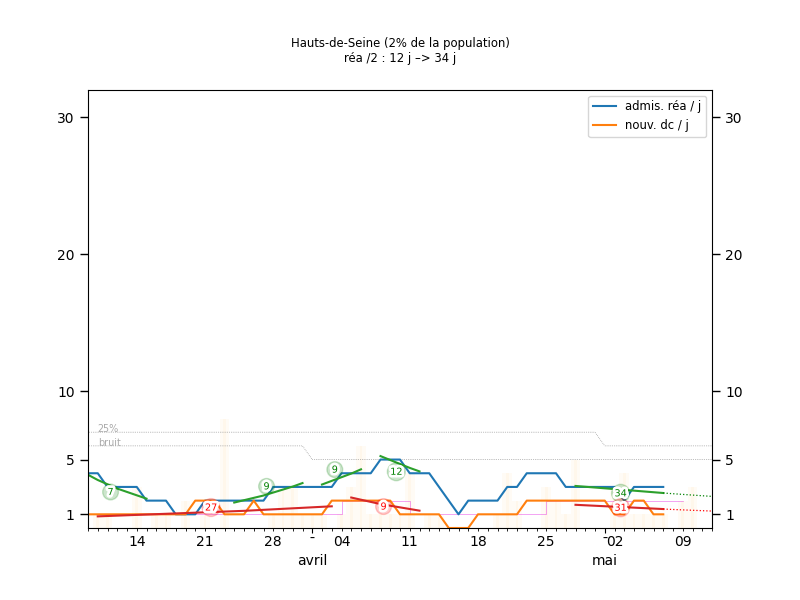 Hauts-de-Seine (2% de la population)
réa /2 : 12 j –> 34 j
admis. réa / j
nouv. dc / j
30 30
20 20
10 10
25%
bruit
5 5
1 1
7 27 9 9 12 9 34 31
14 21 28 - 04 11 18 25 - 02 09
avril mai